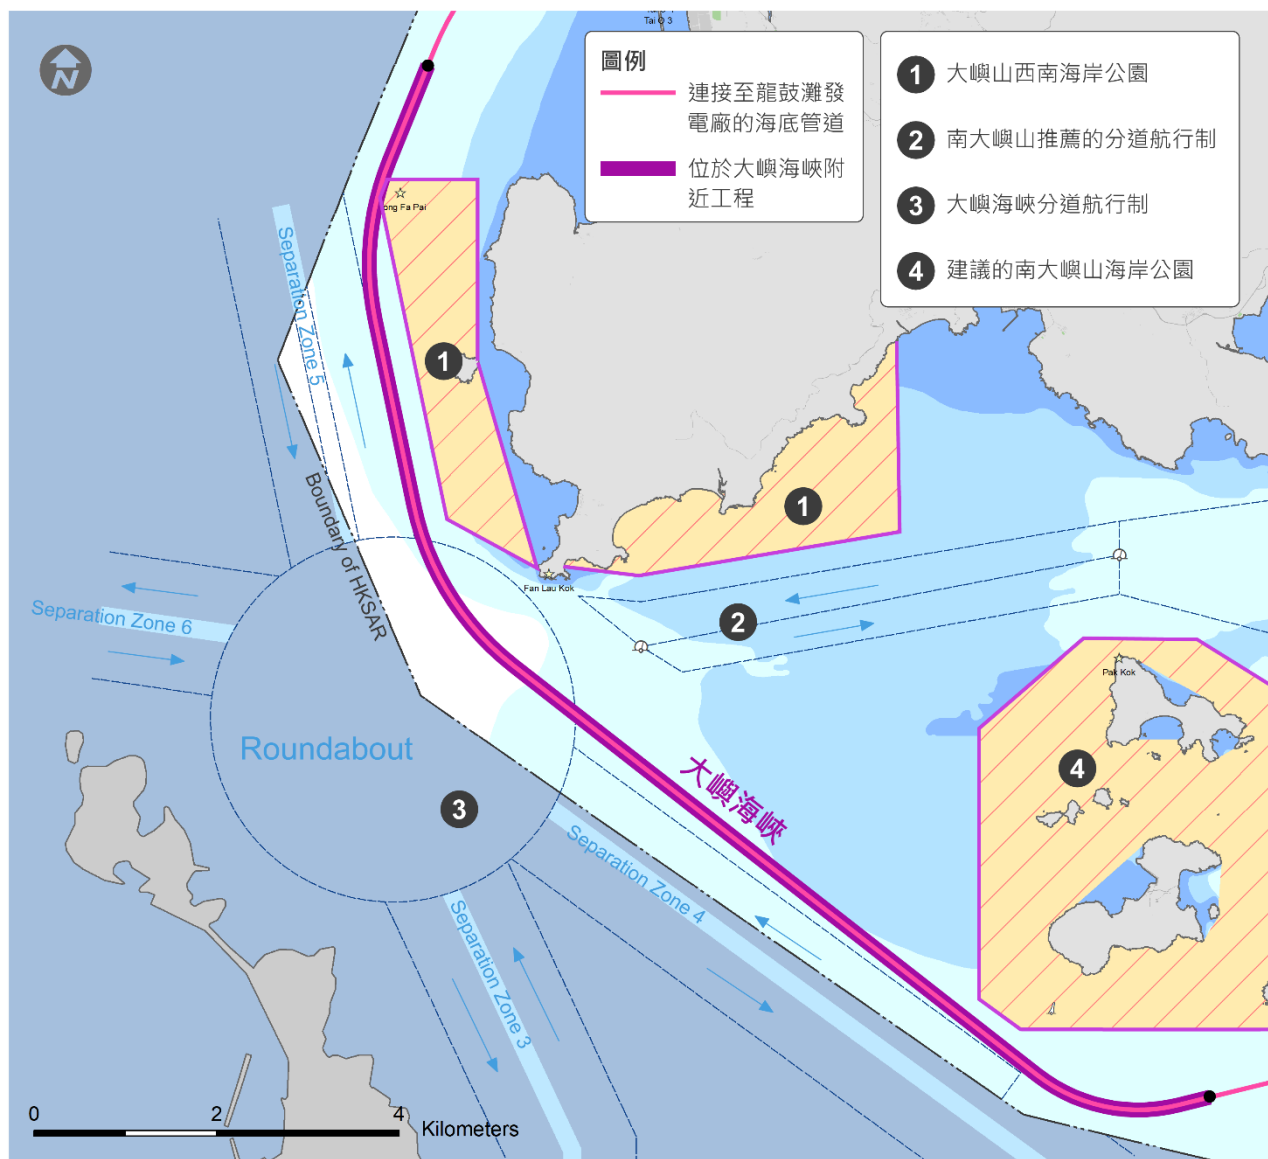 N
Tai O 3
圖例
連接至龍鼓灘發
電廠的海底管道
位於大嶼海峽附
近工程
1 大嶼山西南海岸公園
2 南大嶼山推薦的分道航行制
3 大嶼海峽分道航行制
4 建議的南大嶼山海岸公園
ong Fa Pai
Separation Zone 5
1
1
Boundary of HKSAR
Fan Lau Kok
Separation Zone 6
2
Pak Kok
Roundabout
大嶼海峽
4
3
Separation Zone 4
Separation Zone 3
0 2 4
Kilometers